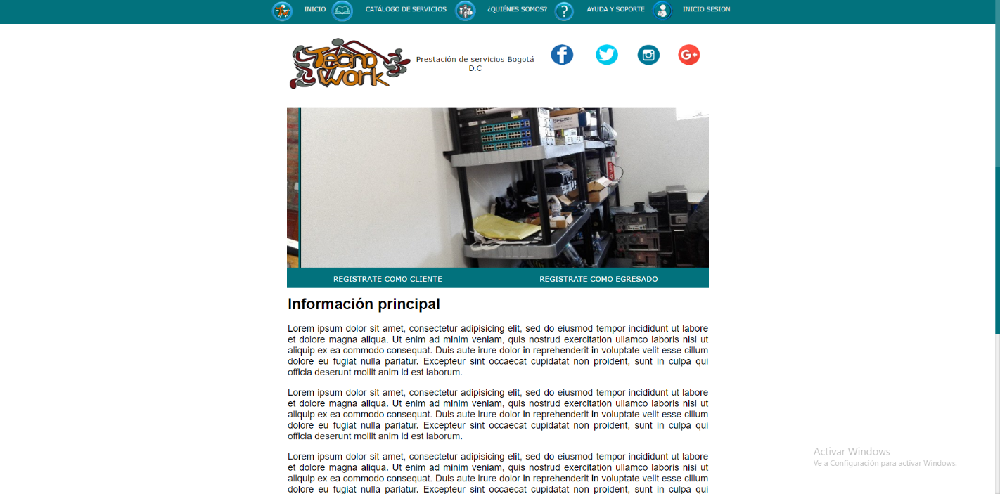 INICIO CATÁLOGO DE SERVICIOS ¿QUIÉNES SOMOS? AYUDA Y SOPORTE INICIO SESION
Tecno
Work
Prestación de servicios Bogotá
D.C
REGISTRATE COMO CLIENTE REGISTRATE COMO EGRESADO
Información principal
Lorem ipsum dolor sit amet, consectetur adipisicing elit, sed do eiusmod tempor incididunt ut labore
et dolore magna aliqua. Ut enim ad minim veniam, quis nostrud exercitation ullamco laboris nisi ut
aliquip ex ea commodo consequat. Duis aute irure dolor in reprehenderit in voluptate velit esse cillum
dolore eu fugiat nulla pariatur. Excepteur sint occaecat cupidatat non proident, sunt in culpa qui
officia deserunt mollit anim id est laborum.
Lorem ipsum dolor sit amet, consectetur adipisicing elit, sed do eiusmod tempor incididunt ut labore
et dolore magna aliqua. Ut enim ad minim veniam, quis nostrud exercitation ullamco laboris nisi ut
aliquip ex ea commodo consequat. Duis aute irure dolor in reprehenderit in voluptate velit esse cillum
dolore eu fugiat nulla pariatur. Excepteur sint occaecat cupidatat non proident, sunt in culpa qui
officia deserunt mollit anim id est laborum.
Lorem ipsum dolor sit amet, consectetur adipisicing elit, sed do eiusmod tempor incididunt ut labore
et dolore magna aliqua. Ut enim ad minim veniam, quis nostrud exercitation ullamco laboris nisi ut
aliquip ex ea commodo consequat. Duis aute irure dolor in reprehenderit in voluptate velit esse cillum
dolore eu fugiat nulla pariatur. Excepteur sint occaecat cupidatat non proident, sunt in culpa qui
Activar Windows
Ve a Configuración para activar Windows.